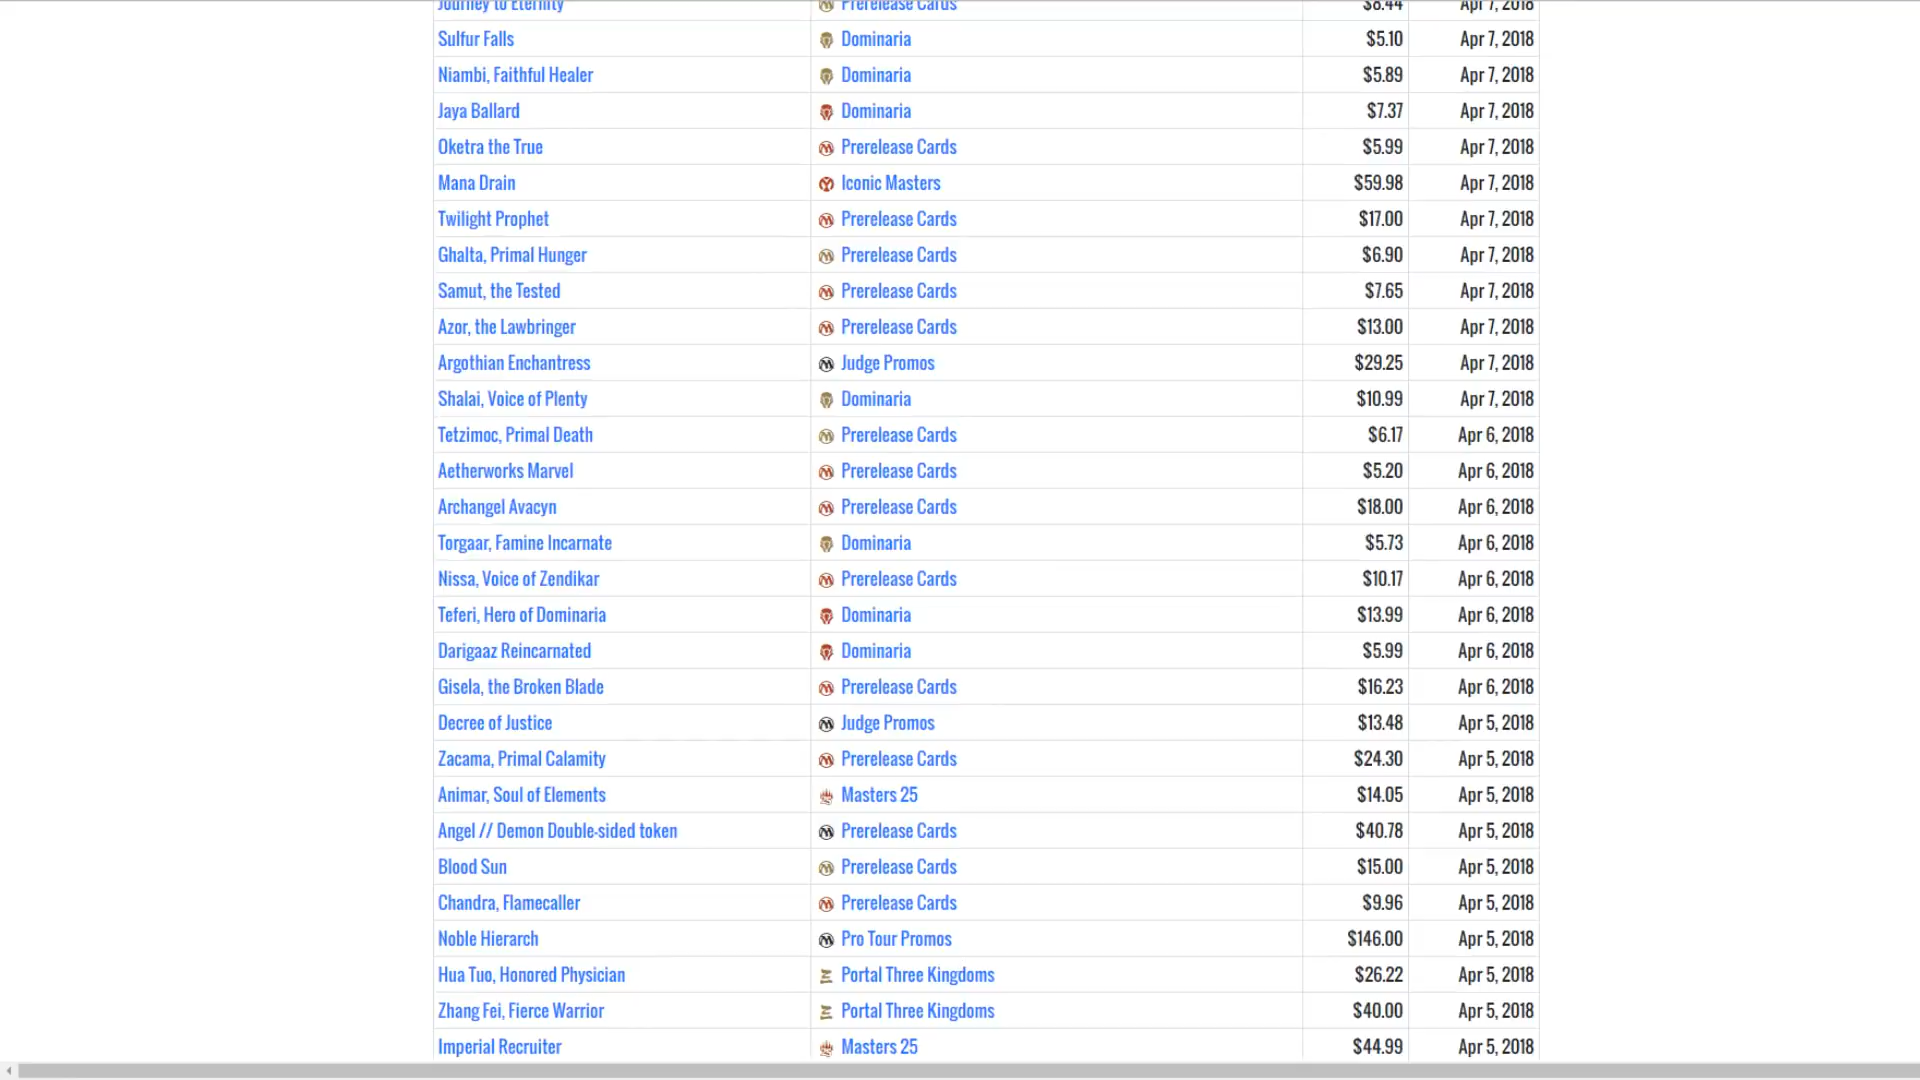 Journey to Eternity Prerelease Cards $8.44 Apr 7, 2018
Sulfur Falls Dominaria $5.10 Apr 7, 2018
Niambi, Faithful Healer Dominaria $5.89 Apr 7, 2018
Jaya Ballard Dominaria $7.37 Apr 7, 2018
Oketra the True Prerelease Cards $5.99 Apr 7, 2018
Mana Drain Iconic Masters $59.98 Apr 7, 2018
Twilight Prophet Prerelease Cards $17.00 Apr 7, 2018
Ghalta, Primal Hunger Prerelease Cards $6.90 Apr 7, 2018
Samut, the Tested Prerelease Cards $7.65 Apr 7, 2018
Azor, the Lawbringer Prerelease Cards $13.00 Apr 7, 2018
Argothian Enchantress Judge Promos $29.25 Apr 7, 2018
Shalai, Voice of Plenty Dominaria $10.99 Apr 7, 2018
Tetzimoc, Primal Death Prerelease Cards $6.17 Apr 6, 2018
Aetherworks Marvel Prerelease Cards $5.20 Apr 6, 2018
Archangel Avacyn Prerelease Cards $18.00 Apr 6, 2018
Torgaar, Famine Incarnate Dominaria $5.73 Apr 6, 2018
Nissa, Voice of Zendikar Prerelease Cards $10.17 Apr 6, 2018
Teferi, Hero of Dominaria Dominaria $13.99 Apr 6, 2018
Darigaaz Reincarnated Dominaria $5.99 Apr 6, 2018
Gisela, the Broken Blade Prerelease Cards $16.23 Apr 6, 2018
Decree of Justice Judge Promos $13.48 Apr 5, 2018
Zacama, Primal Calamity Prerelease Cards $24.30 Apr 5, 2018
Animar, Soul of Elements Masters 25 $14.05 Apr 5, 2018
Angel // Demon Double-sided token Prerelease Cards $40.78 Apr 5, 2018
Blood Sun Prerelease Cards $15.00 Apr 5, 2018
Chandra, Flamecaller Prerelease Cards $9.96 Apr 5, 2018
Noble Hierarch Pro Tour Promos $146.00 Apr 5, 2018
Hua Tuo, Honored Physician Portal Three Kingdoms $26.22 Apr 5, 2018
Zhang Fei, Fierce Warrior Portal Three Kingdoms $40.00 Apr 5, 2018
Imperial Recruiter Masters 25 $44.99 Apr 5, 2018